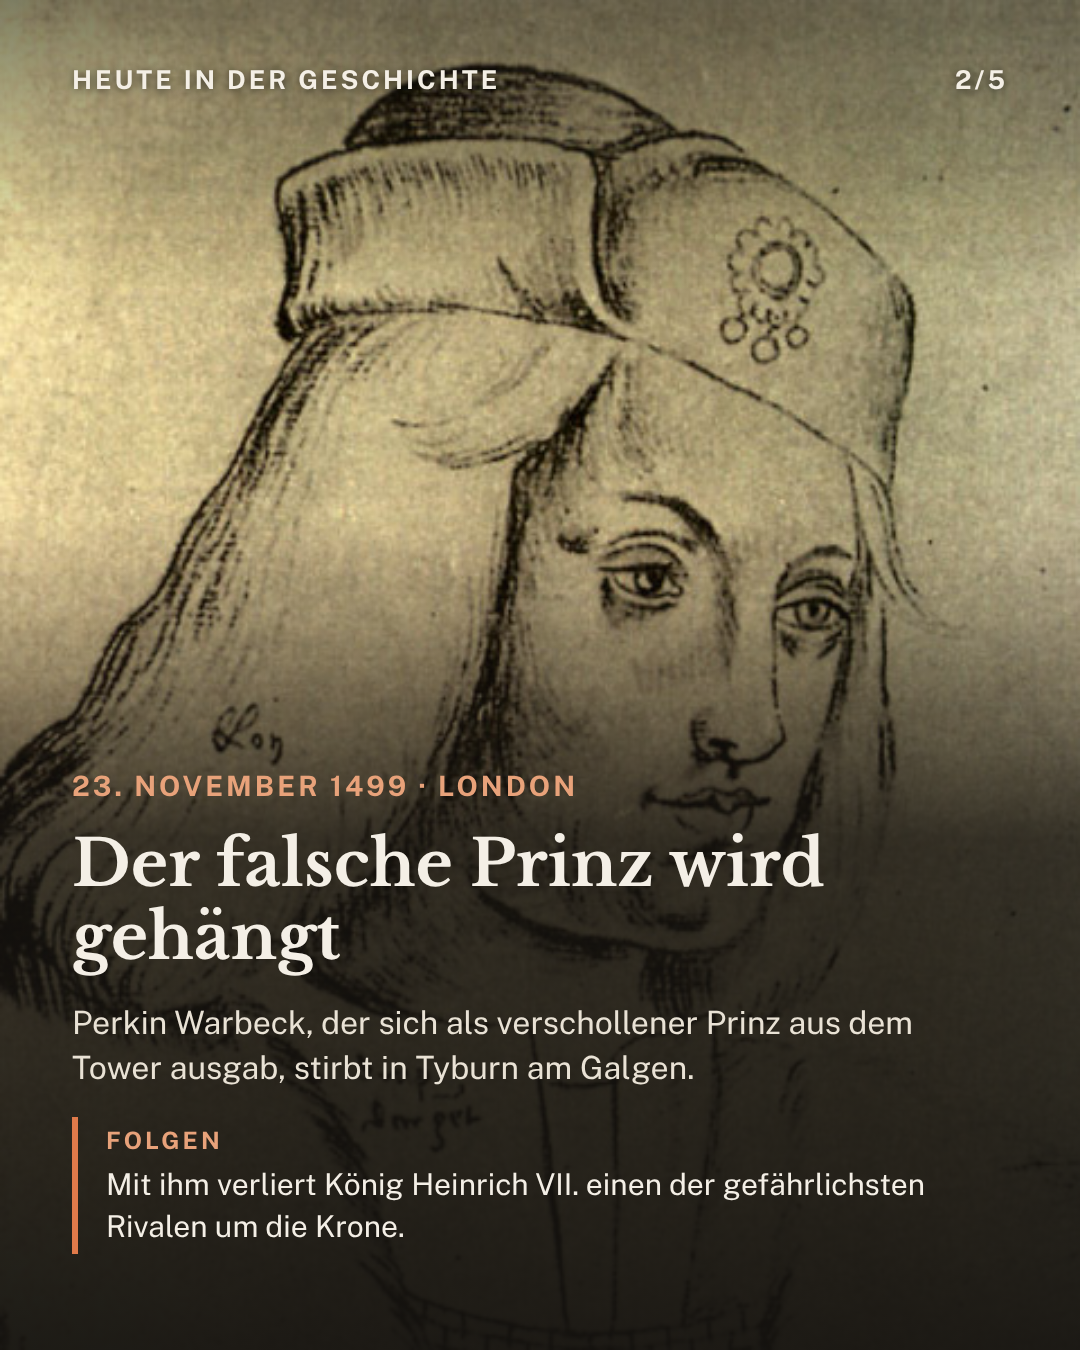 HEUTE IN DER GESCHICHTE
2/5
23. NOVEMBER 1499 · LONDON
Der falsche Prinz wird
gehängt
Perkin Warbeck, der sich als verschollener Prinz aus dem
Tower ausgab, stirbt in Tyburn am Galgen.
FOLGEN
Mit ihm verliert König Heinrich VII. einen der gefährlichsten
Rivalen um die Krone.